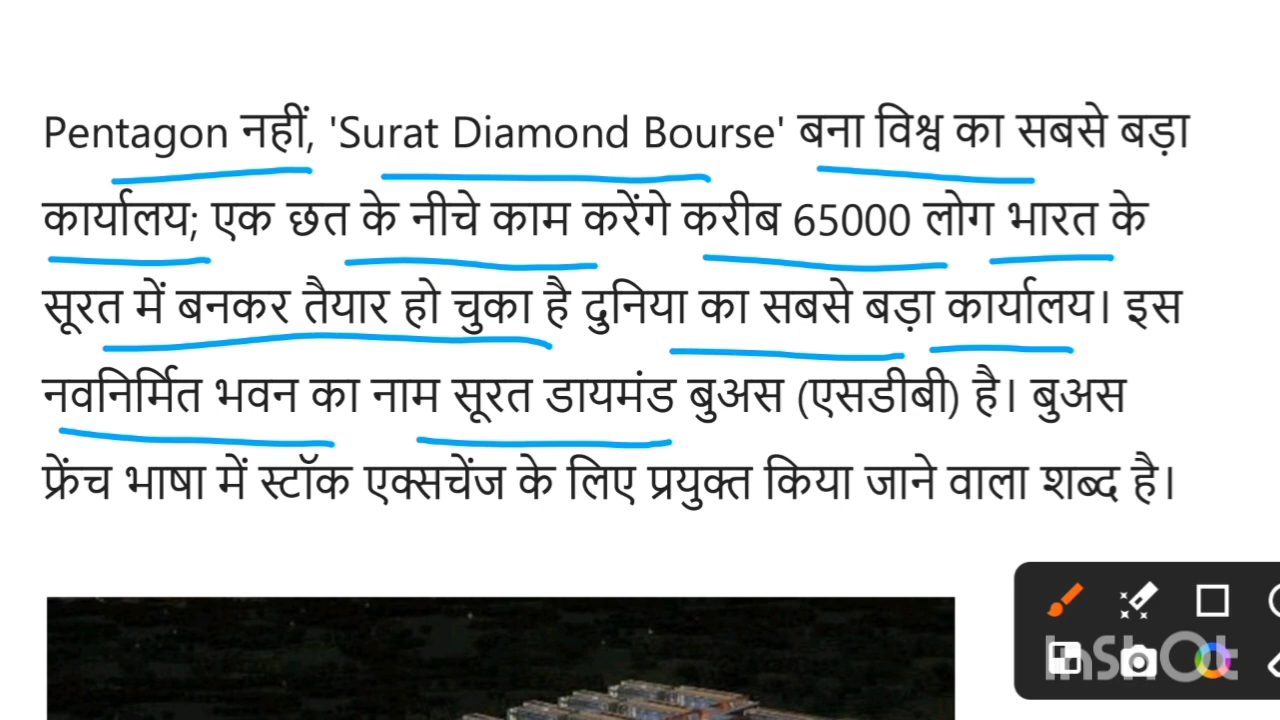 Pentagon नहीं, 'Surat Diamond Bourse' बना विश्व का सबसे बड़ा
कार्यालय; एक छत के नीचे काम करेंगे करीब 65000 लोग भारत के
सूरत में बनकर तैयार हो चुका है दुनिया का सबसे बड़ा कार्यालय। इस
नवनिर्मित भवन का नाम सूरत डायमंड बुअस (एसडीबी) है। बुअस
फ्रेंच भाषा में स्टॉक एक्सचेंज के लिए प्रयुक्त किया जाने वाला शब्द है।
InShOt